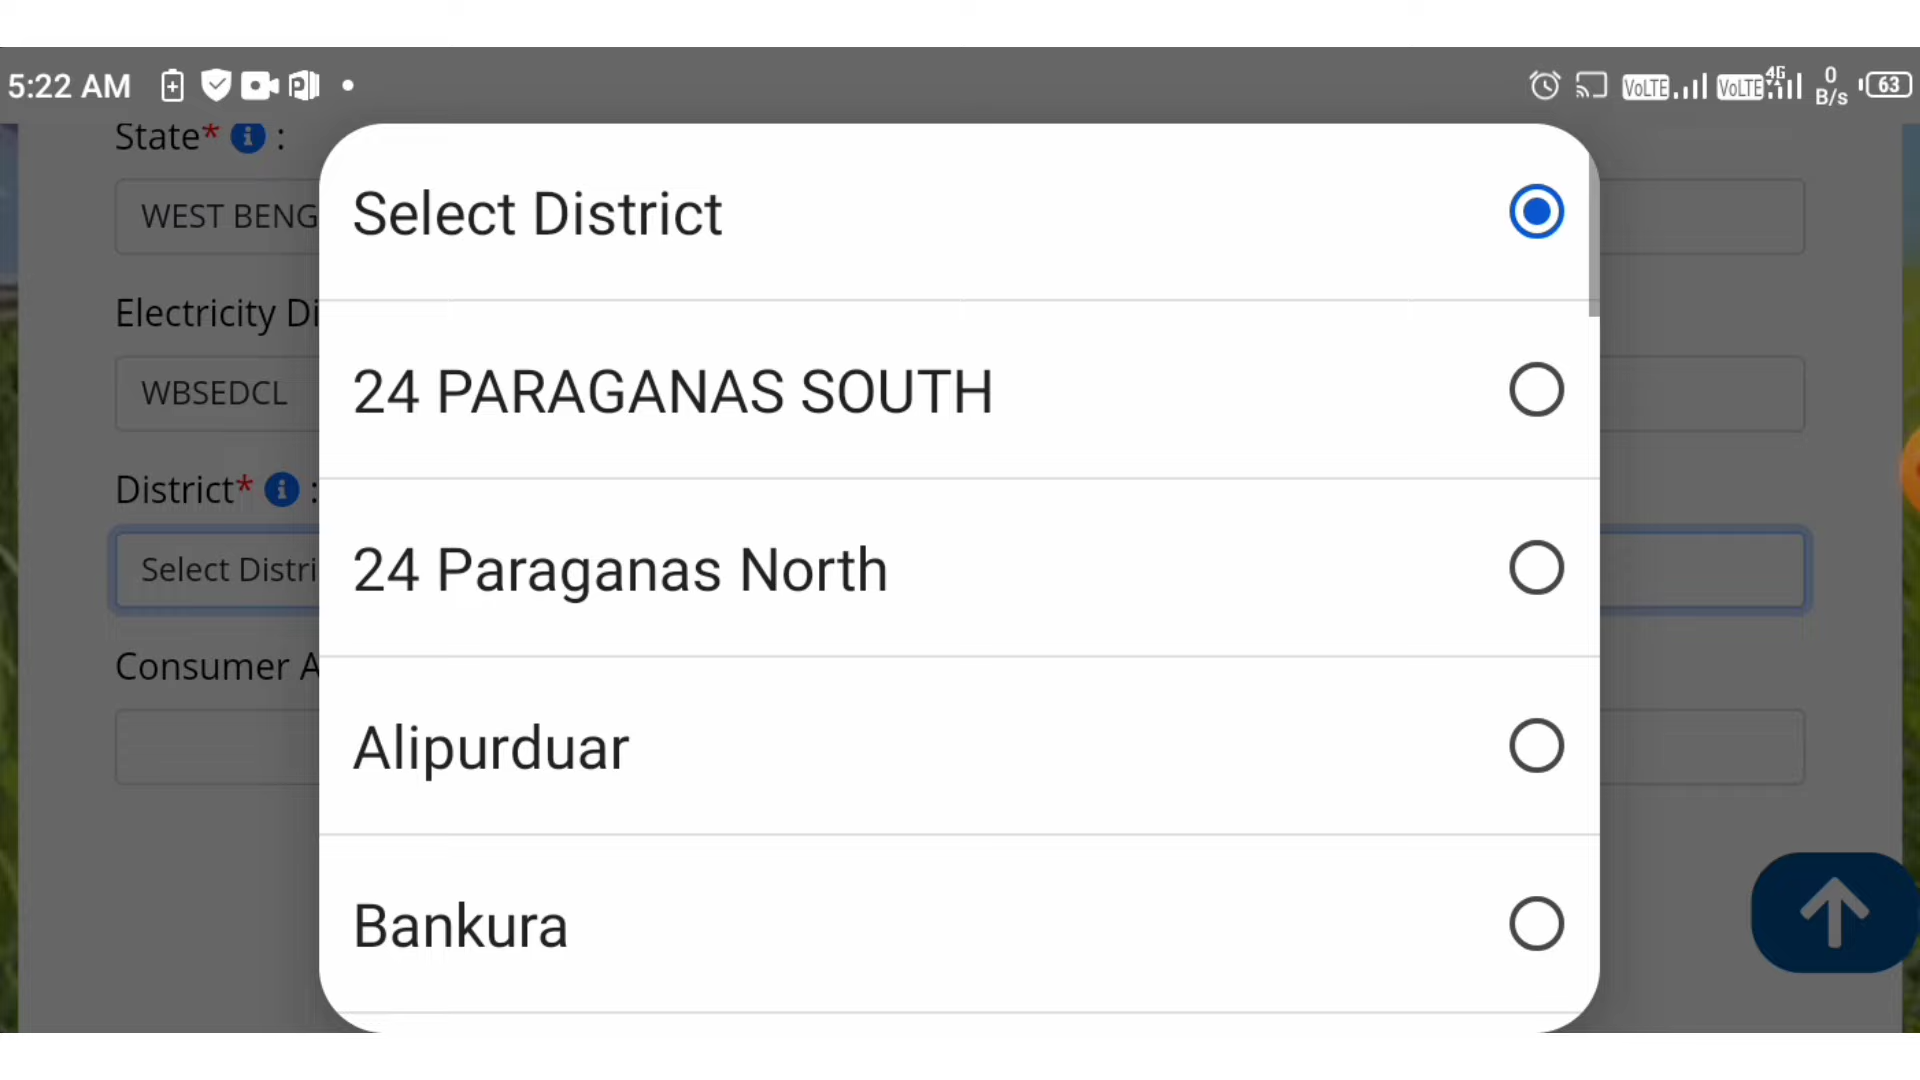 5:22 AM
VoLTE VoLTE 4G 0 B/s 63
State* :
WEST BENG
Select District
Electricity Di
24 PARAGANAS SOUTH
WBSEDCL
District* :
Select Distri
24 Paraganas North
Consumer A
Alipurduar
Bankura